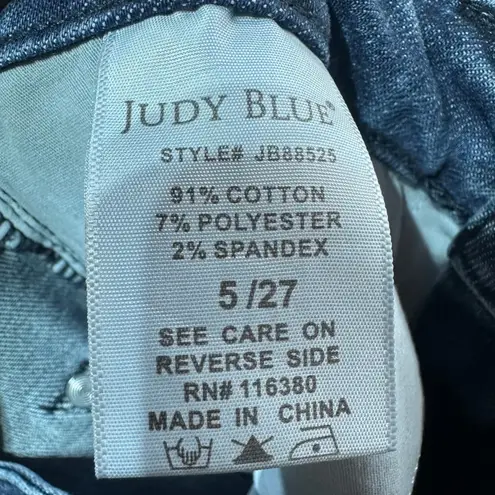 JUDY BLUE®
STYLE# JB88525
91% COTTON
7% POLYESTER
2% SPANDEX
5 /27
SEE CARE ON
REVERSE SIDE
RN# 116380
MADE IN CHINA